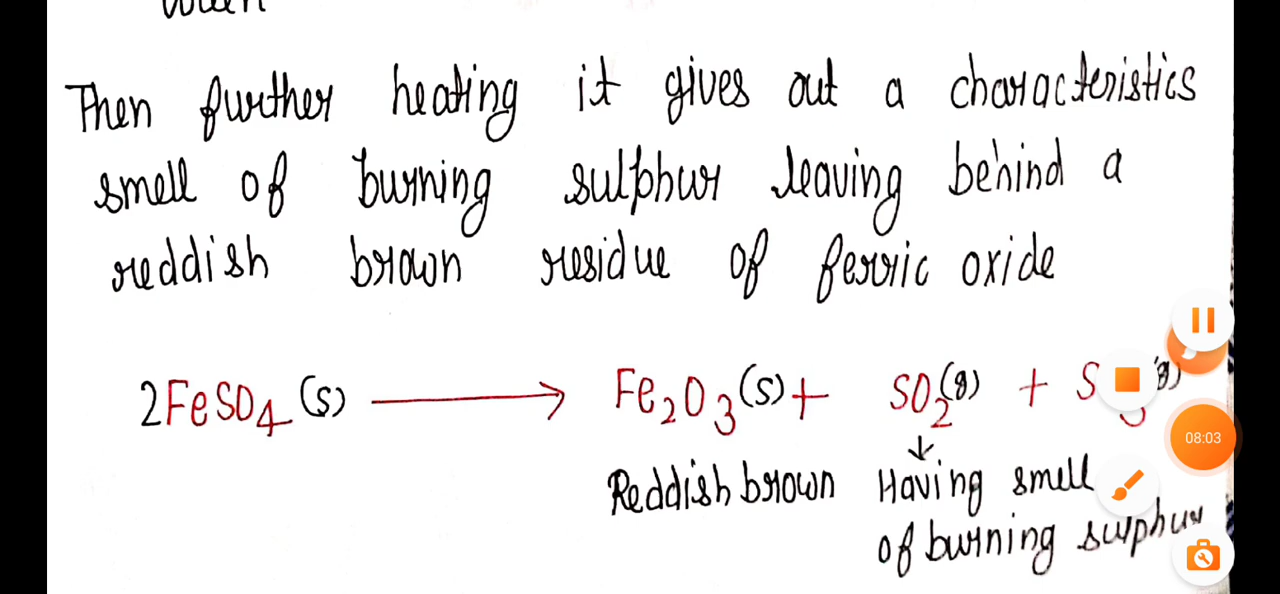 Then further heating it gives out a characteristics
smell of burning sulphur leaving behind a
reddish brown residue of ferric oxide
2FeSO4 (s) ⟶ Fe2O3 (s) + SO2 (g) + S 3 (g)
↓
Reddish brown Having smell
of burning sulphur
08:03